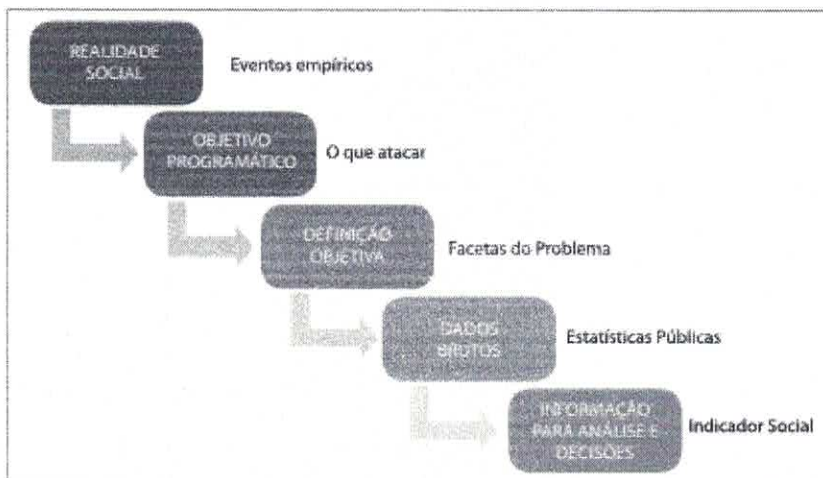 REALIDADE
SOCIAL
Eventos empíricos
OBJETIVO
PROGRAMÁTICO
O que atacar
DEFINIÇÃO
OBJETIVA
Facetas do Problema
DADOS
BRUTOS
Estatísticas Públicas
INFORMAÇÃO
PARA ANÁLISE E
DECISÕES
Indicador Social